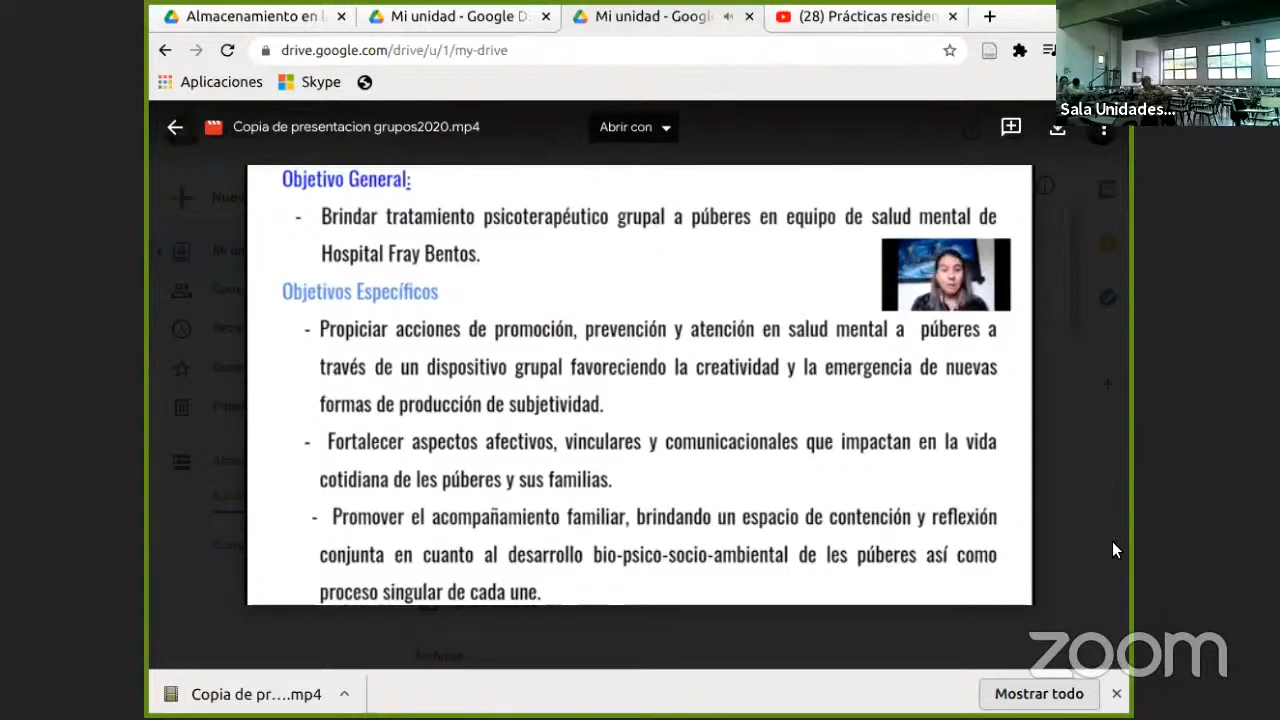 Almacenamiento en l
Mi unidad - Google D
Mi unidad - Googl
(28) Prácticas residen
drive.google.com/drive/u/1/my-drive
Aplicaciones
Skype
Sala Unidades...
Copia de presentacion grupos2020.mp4
Abrir con
Objetivo General:
- Brindar tratamiento psicoterapéutico grupal a púberes en equipo de salud mental de
Hospital Fray Bentos.
Objetivos Específicos
- Propiciar acciones de promoción, prevención y atención en salud mental a púberes a
través de un dispositivo grupal favoreciendo la creatividad y la emergencia de nuevas
formas de producción de subjetividad.
- Fortalecer aspectos afectivos, vinculares y comunicacionales que impactan en la vida
cotidiana de les púberes y sus familias.
- Promover el acompañamiento familiar, brindando un espacio de contención y reflexión
conjunta en cuanto al desarrollo bio-psico-socio-ambiental de les púberes así como
proceso singular de cada une.
zoom
Copia de pr....mp4
Mostrar todo